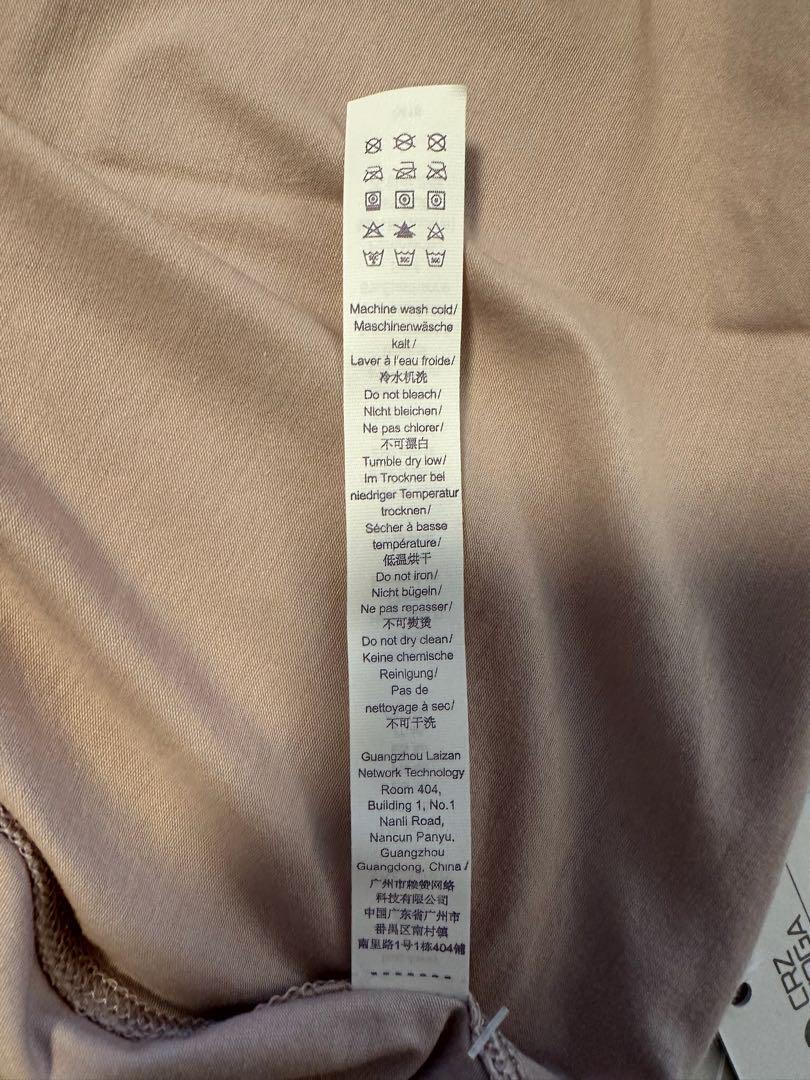 Machine wash cold/
Maschinenwäsche
kalt /
Laver à l'eau froide/
冷水机洗
Do not bleach/
Nicht bleichen/
Ne pas chlorer/
不可漂白
Tumble dry low/
Im Trockner bei
niedriger Temperatur
trocknen/
Sécher à basse
température/
低温烘干
Do not iron/
Nicht bügeln/
Ne pas repasser/
不可熨烫
Do not dry clean/
Keine chemische
Reinigung/
Pas de
nettoyage à sec/
不可干洗
Guangzhou Laizan
Network Technology
Room 404,
Building 1, No.1
Nanli Road,
Nancun Panyu,
Guangzhou
Guangdong, China /
广州市赖赞网络
科技有限公司
中国广东省广州市
番禺区南村镇
南里路1号1栋404铺
CRZ
YOGA